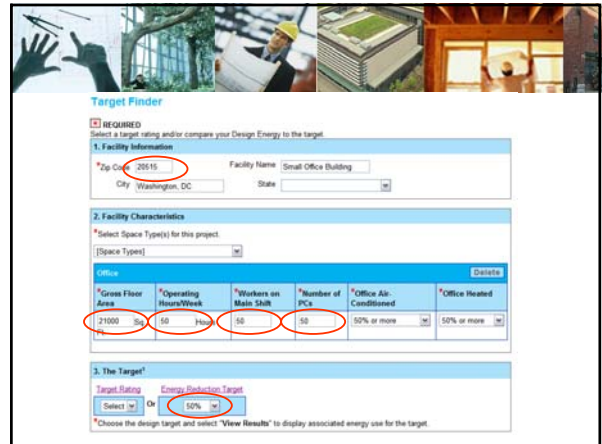 Target Finder
* REQUIRED
Select a target rating and/or compare your Design Energy to the target.
1. Facility Information
*Zip Code 20515 Facility Name Small Office Building
City Washington, DC State
2. Facility Characteristics
*Select Space Type(s) for this project.
[Space Types]
Office Delete
*Gross Floor Area *Operating Hours/Week *Workers on Main Shift *Number of PCs *Office Air-Conditioned *Office Heated
21000 Sq. Ft. 50 Hours 50 50 50% or more 50% or more
3. The Target¹
Target Rating Energy Reduction Target
Select Or 50%
*Choose the design target and select "View Results" to display associated energy use for the target.